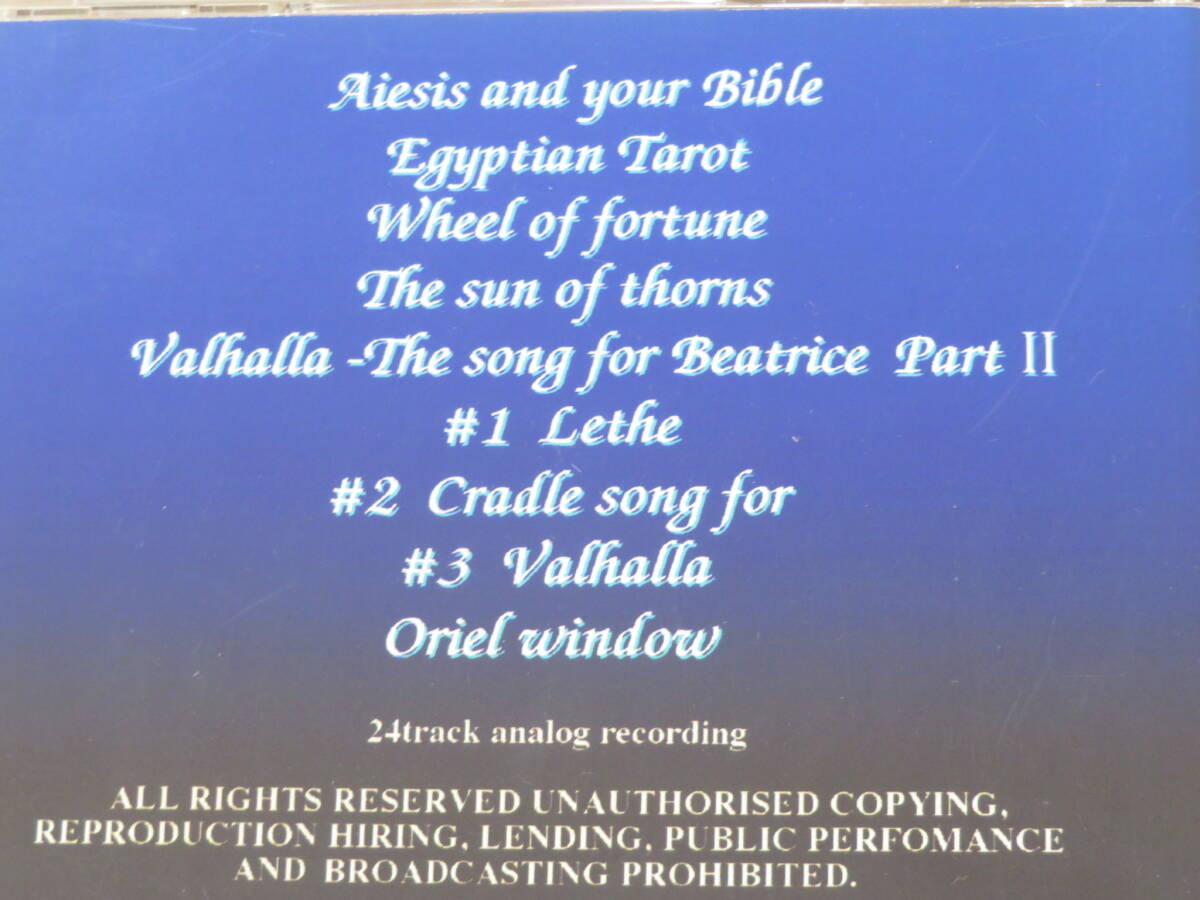 Aiesis and your Bible
Egyptian Tarot
Wheel of fortune
The sun of thorns
Valhalla -The song for Beatrice Part II
#1 Lethe
#2 Cradle song for
#3 Valhalla
Oriel window
24track analog recording
ALL RIGHTS RESERVED UNAUTHORISED COPYING,
REPRODUCTION HIRING, LENDING, PUBLIC PERFOMANCE
AND BROADCASTING PROHIBITED.